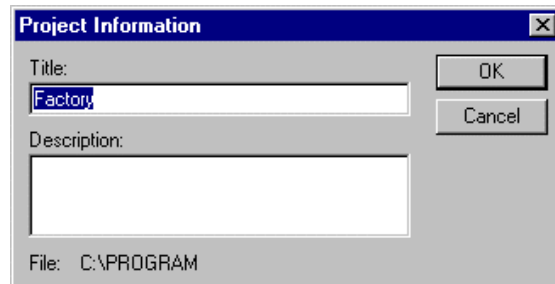 Project Information
Title:
OK
Factory
Cancel
Description:
File: C:\PROGRAM